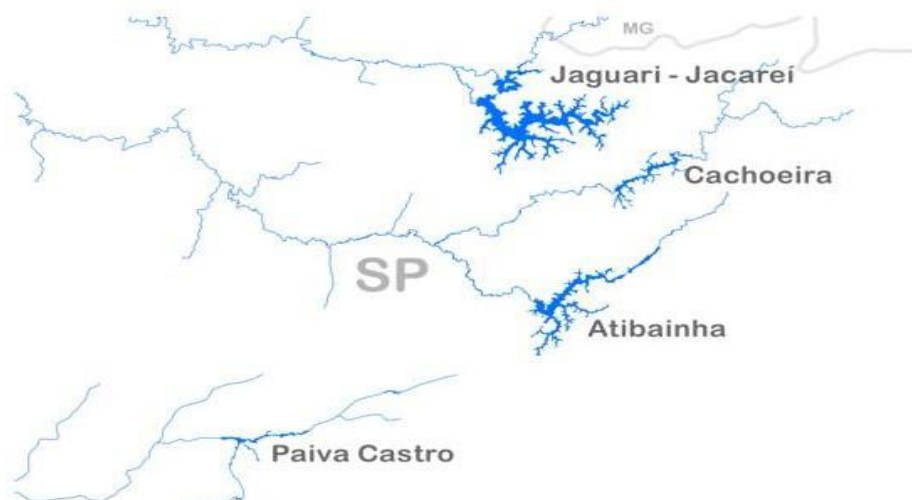 MG
Jaguari - Jacareí
Cachoeira
SP
Atibainha
Paiva Castro